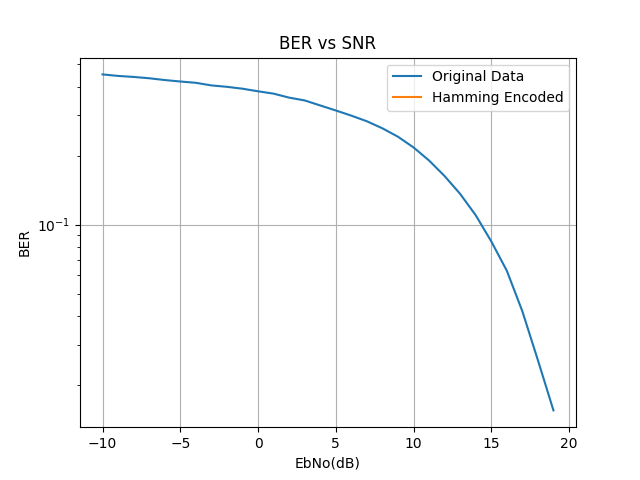 BER vs SNR
Original Data
Hamming Encoded
10⁻¹
BER
−10 −5 0 5 10 15 20
EbNo(dB)